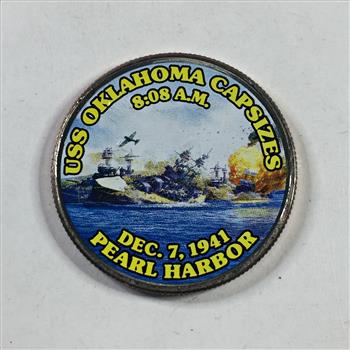 USS OKLAHOMA CAPSIZES
8:08 A.M.
DEC. 7, 1941
PEARL HARBOR